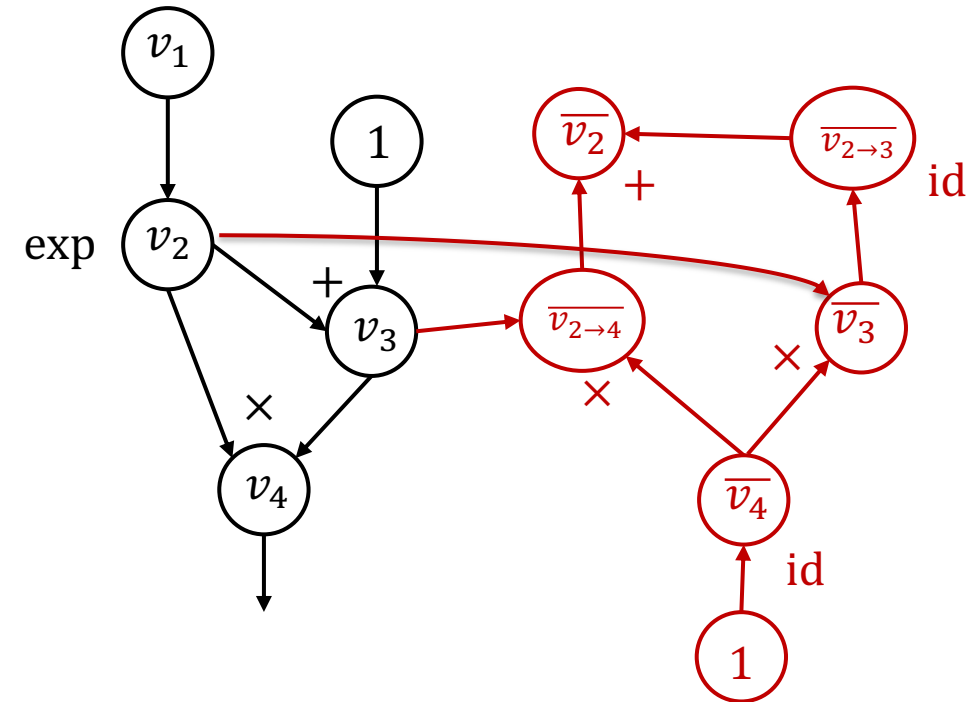 v₁
1
exp
v₂
+
v₃
×
v₄
v̅₂
+
v̅₂→₃
id
v̅₂→₄
×
v̅₃
×
v̅₄
id
1